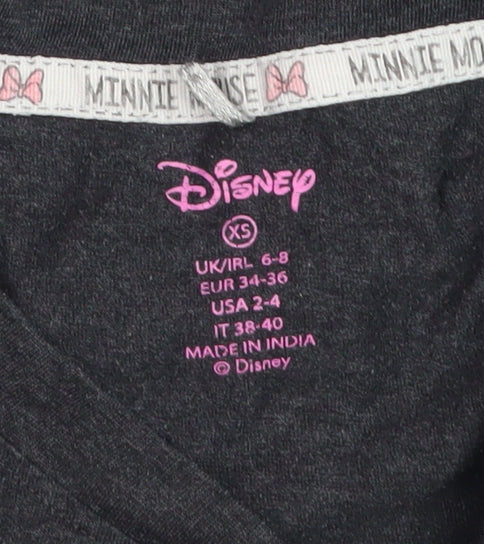 MINNIE MOUSE MINNIE MO
Disney
XS
UK/IRL 6-8
EUR 34-36
USA 2-4
IT 38-40
MADE IN INDIA
© Disney